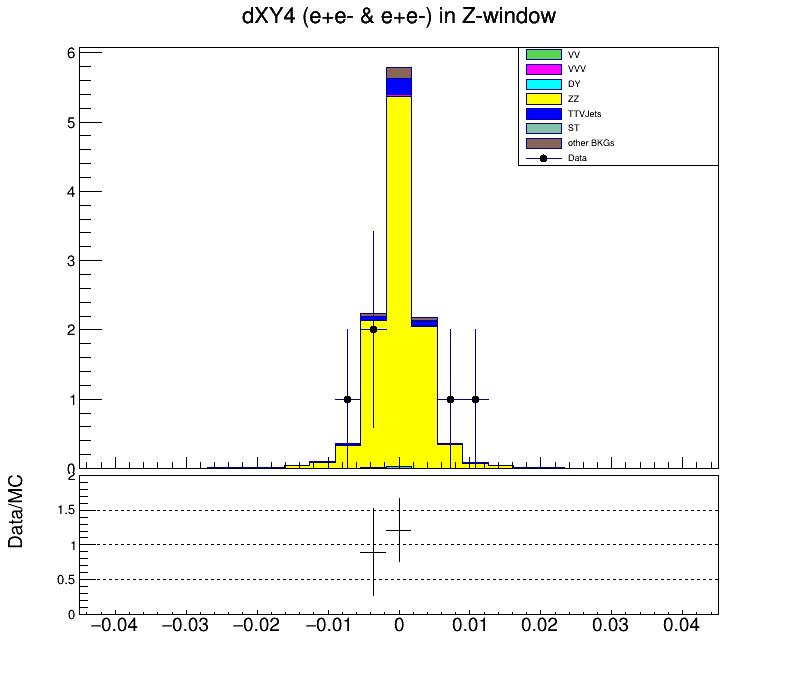 dXY4 (e+e- & e+e-) in Z-window
6
5
4
3
2
1
0
VV
VVV
DY
ZZ
TTVJets
ST
other BKGs
Data
Data/MC
2
1.5
1
0.5
0
−0.04 −0.03 −0.02 −0.01 0 0.01 0.02 0.03 0.04